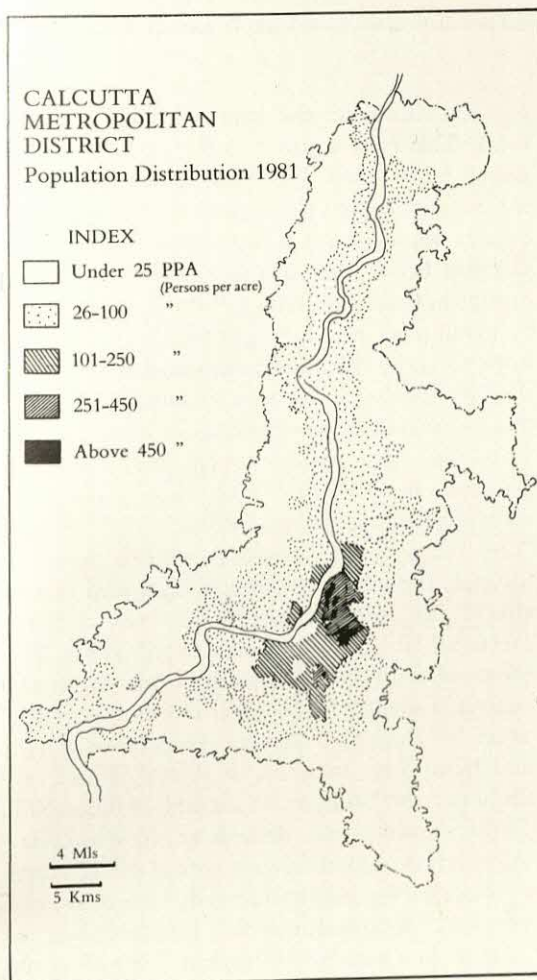 CALCUTTA
METROPOLITAN
DISTRICT
Population Distribution 1981
INDEX
Under 25 PPA
(Persons per acre)
26-100 "
101-250 "
251-450 "
Above 450 "
4 Mls
5 Kms